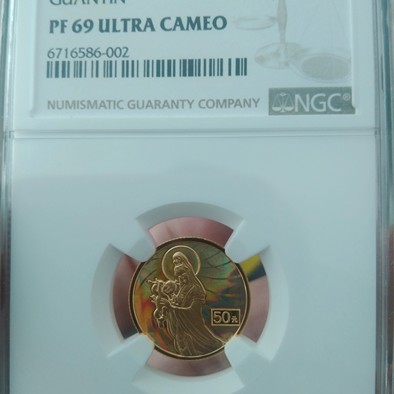 GUANYIN
PF 69 ULTRA CAMEO
6716586-002
NUMISMATIC GUARANTY COMPANY
NGC®
50元